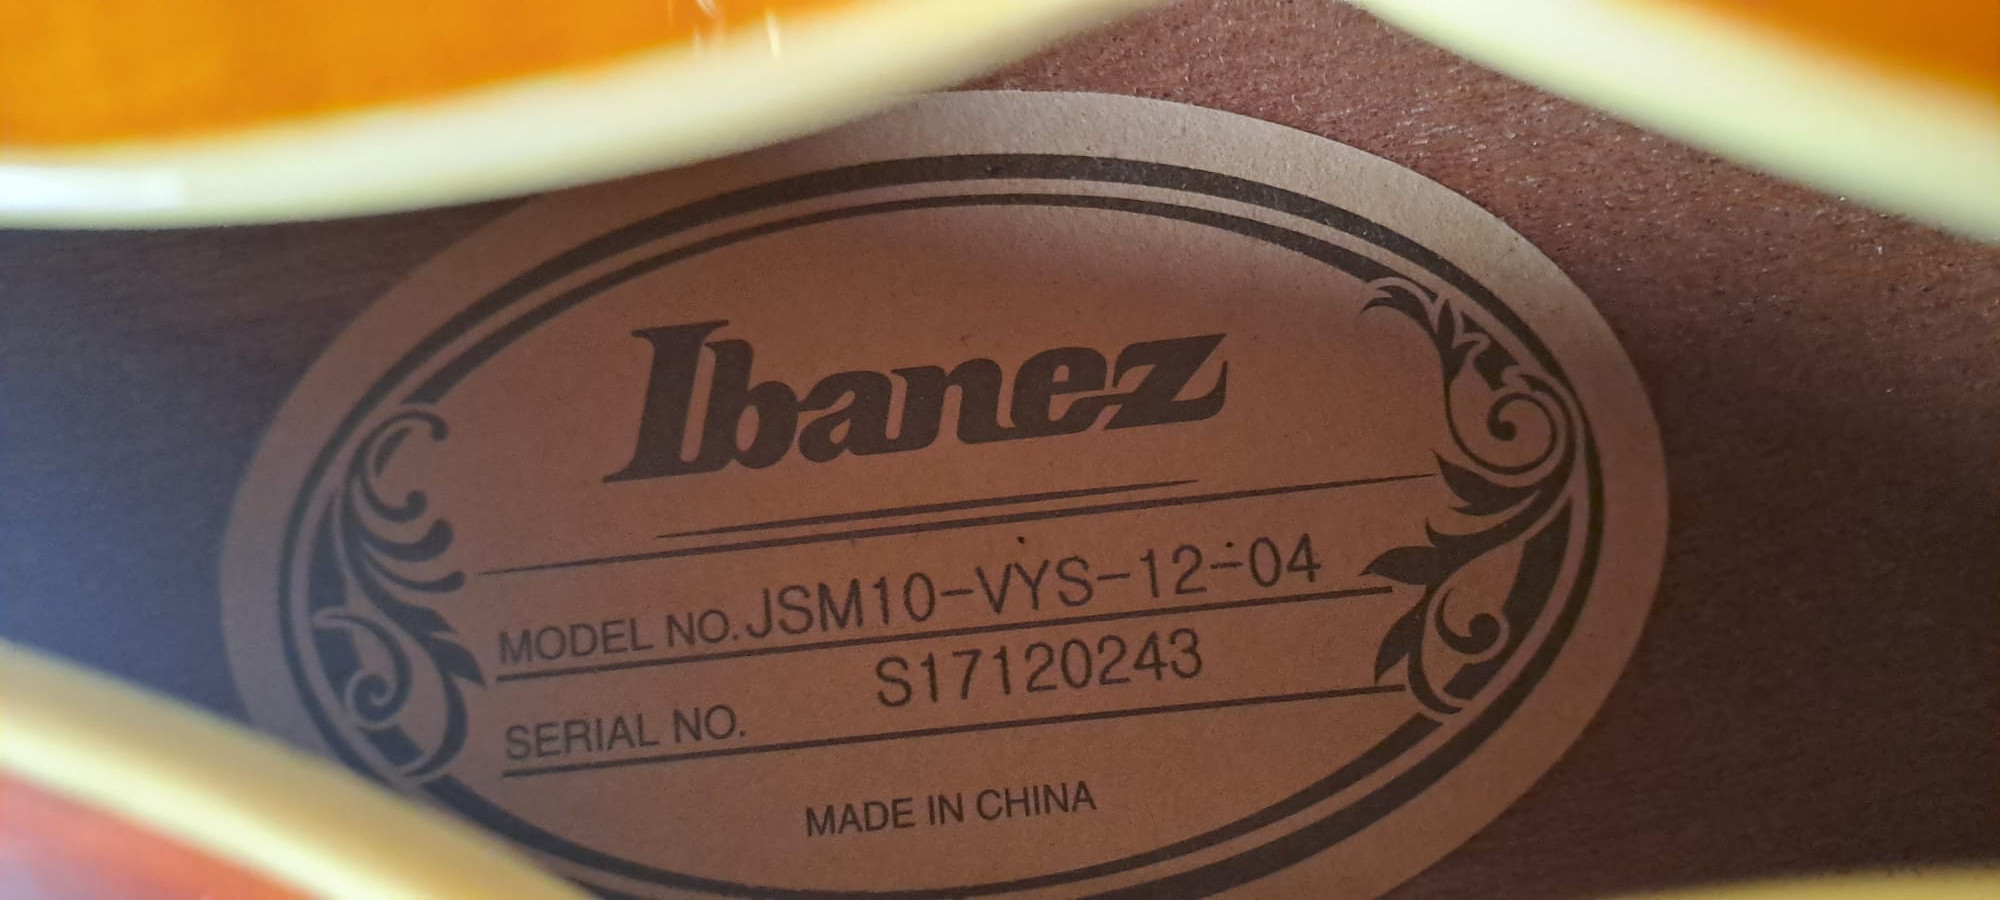 Ibanez
MODEL NO. JSM10-VYS-12-04
SERIAL NO. S17120243
MADE IN CHINA